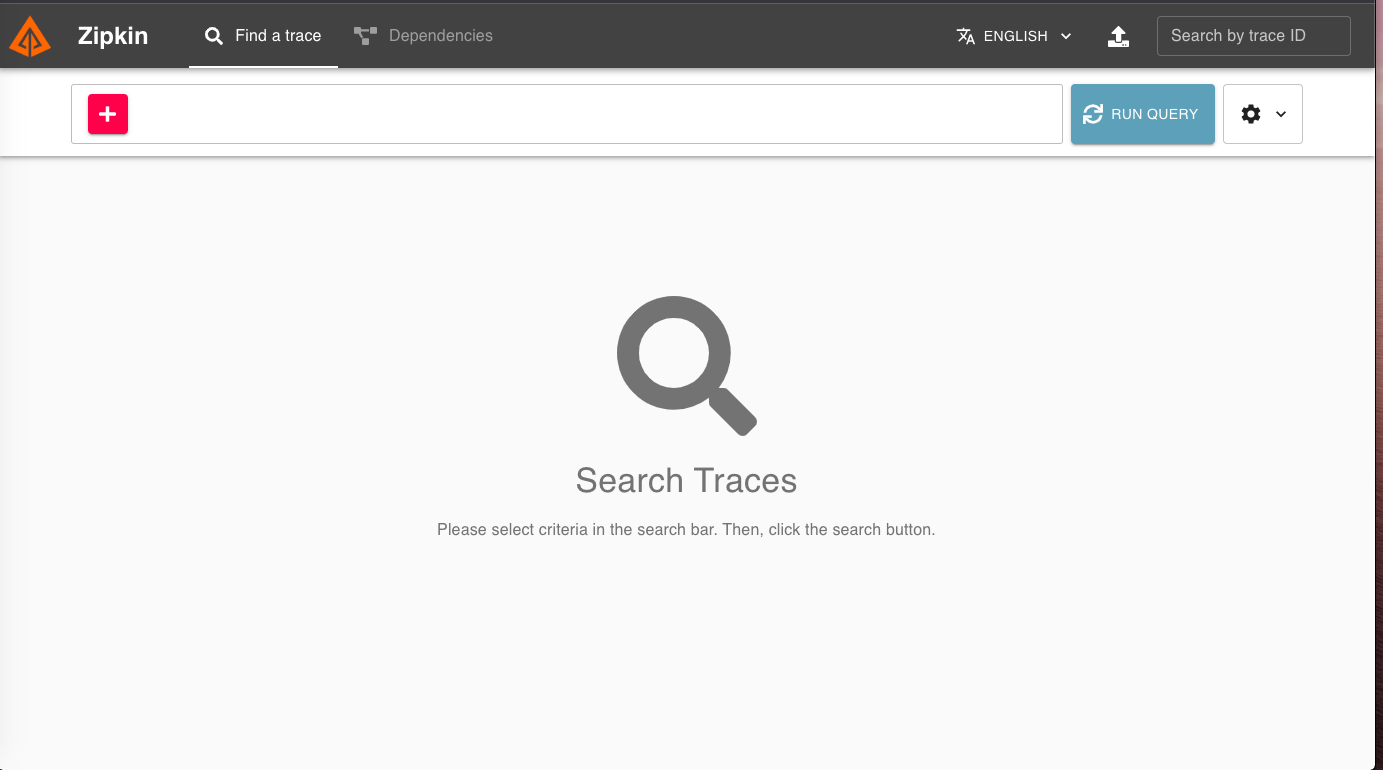 Zipkin
Find a trace
Dependencies
ENGLISH
Search by trace ID
RUN QUERY
Search Traces
Please select criteria in the search bar. Then, click the search button.